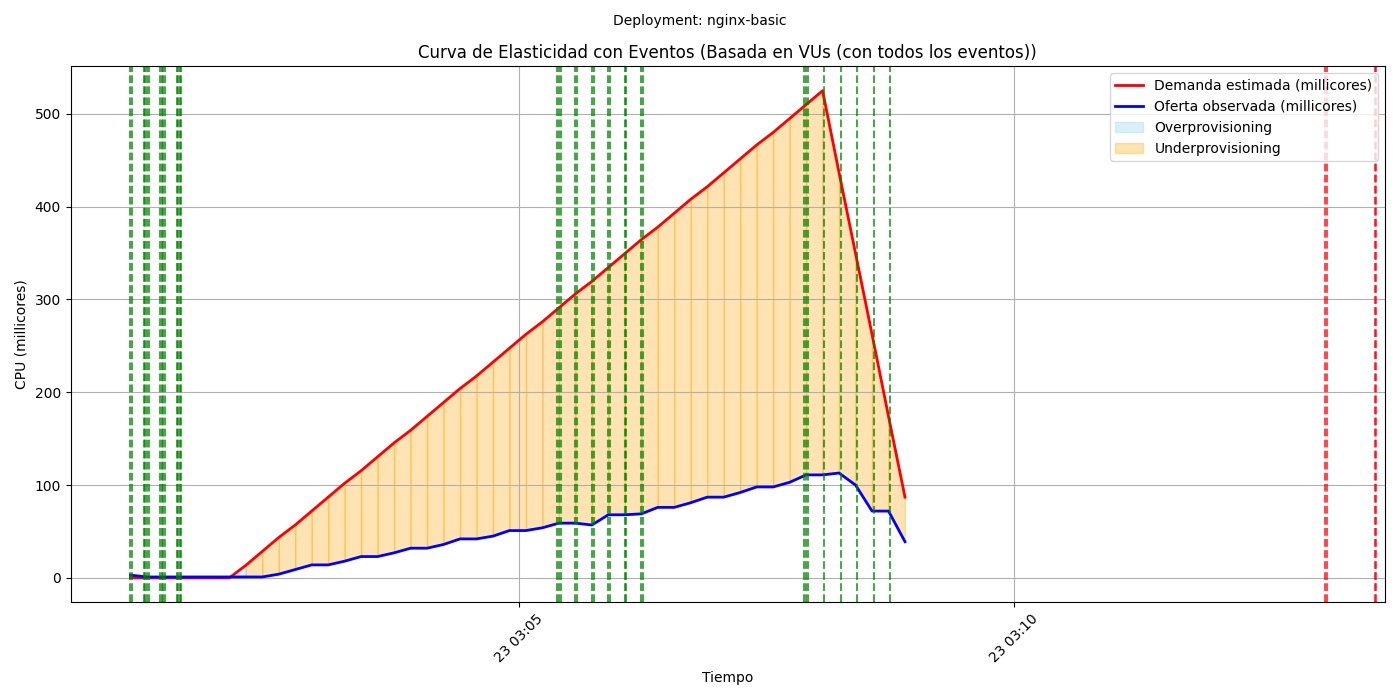 Deployment: nginx-basic
Curva de Elasticidad con Eventos (Basada en VUs (con todos los eventos))
Demanda estimada (millicores)
Oferta observada (millicores)
Overprovisioning
Underprovisioning
CPU (millicores)
500
400
300
200
100
0
23 03:05
23 03:10
Tiempo